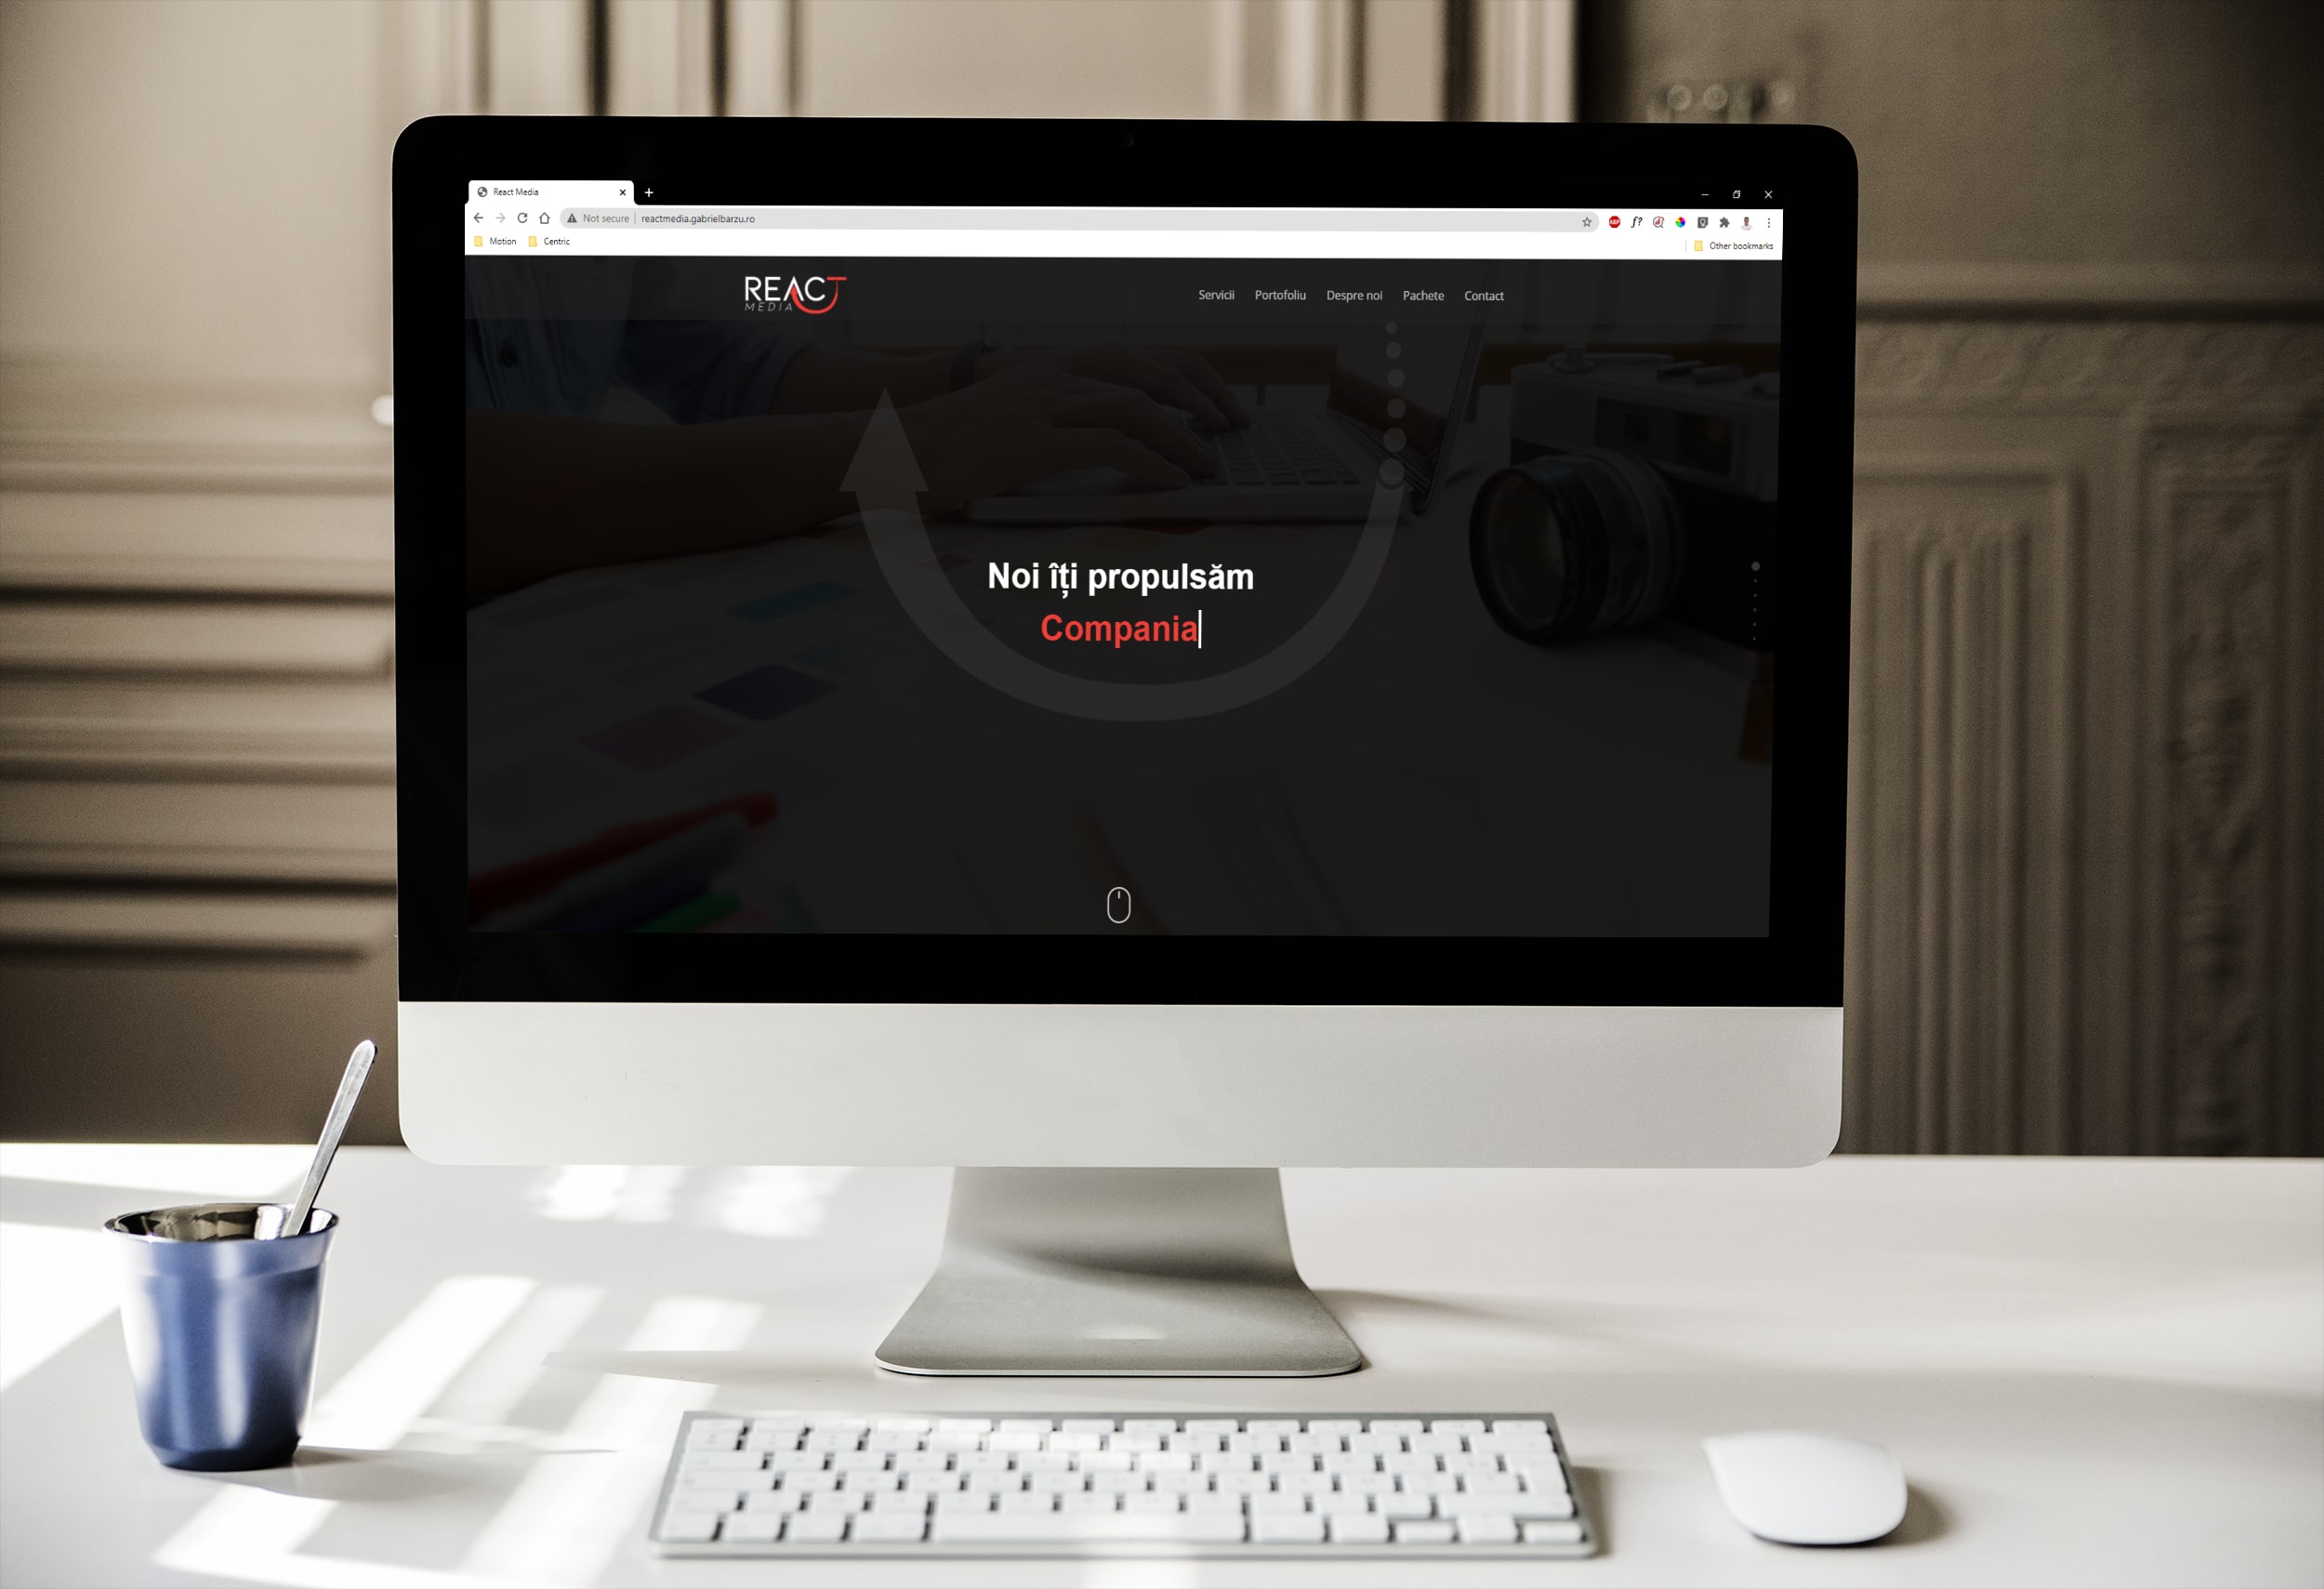 React Media
Not secure reactmedia.gabrielbarzu.ro
ABP f?
Motion Centric Other bookmarks
REACT
MEDIA
Servicii Portofoliu Despre noi Pachete Contact
Noi îți propulsăm
Compania